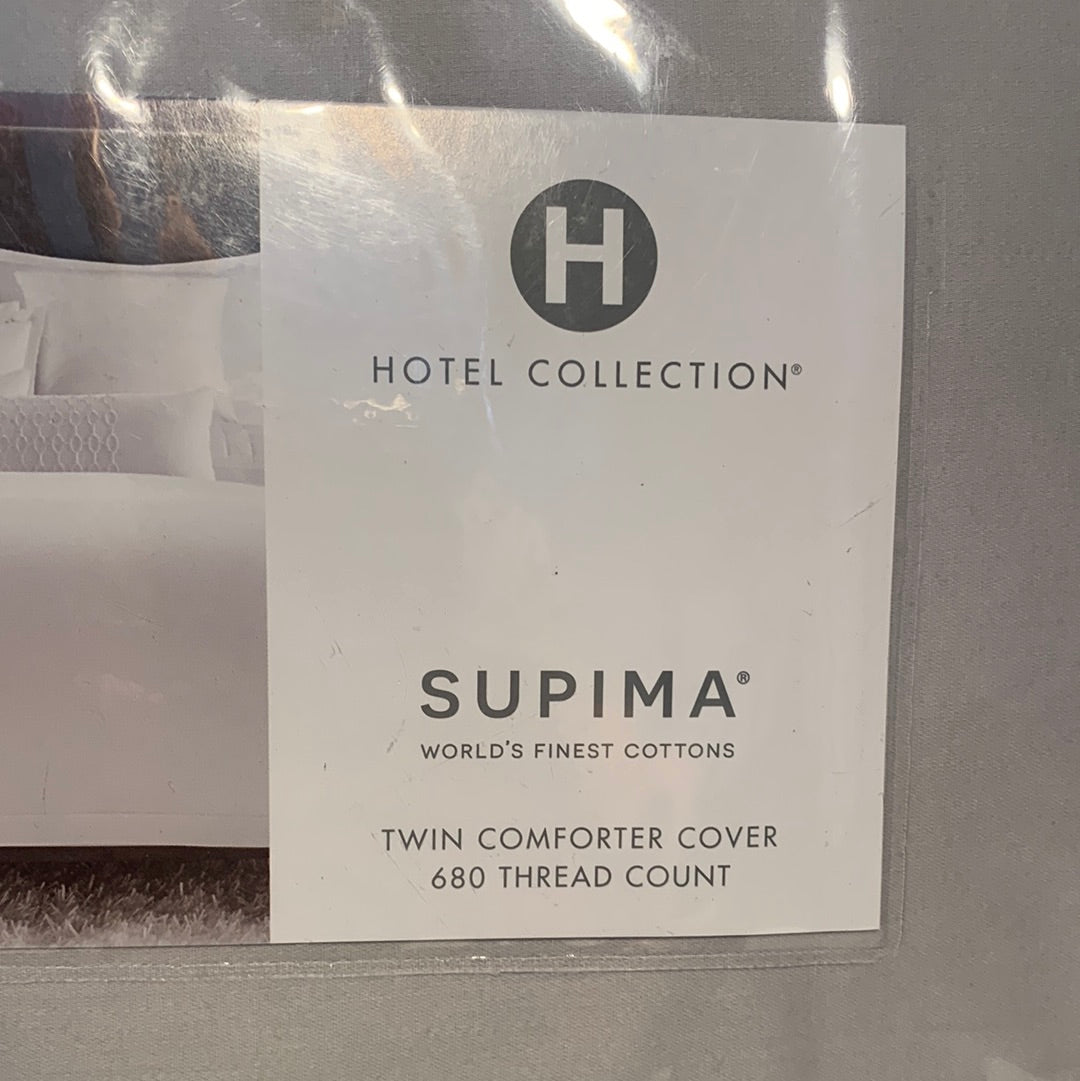 H
HOTEL COLLECTION®
SUPIMA®
WORLD'S FINEST COTTONS
TWIN COMFORTER COVER
680 THREAD COUNT